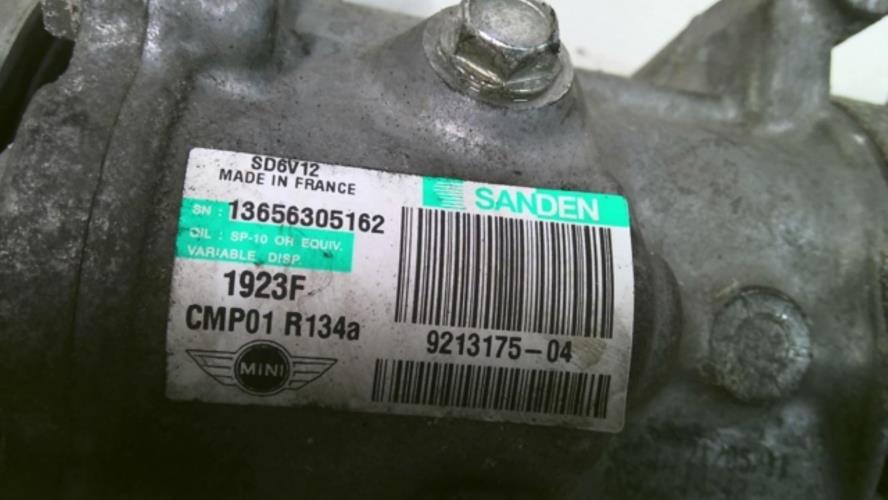 SD6V12
MADE IN FRANCE
SANDEN
SN : 13656305162
OIL : SP-10 OR EQUIV.
VARIABLE DISP.
1923F
CMP01 R134a
9213175-04
MINI